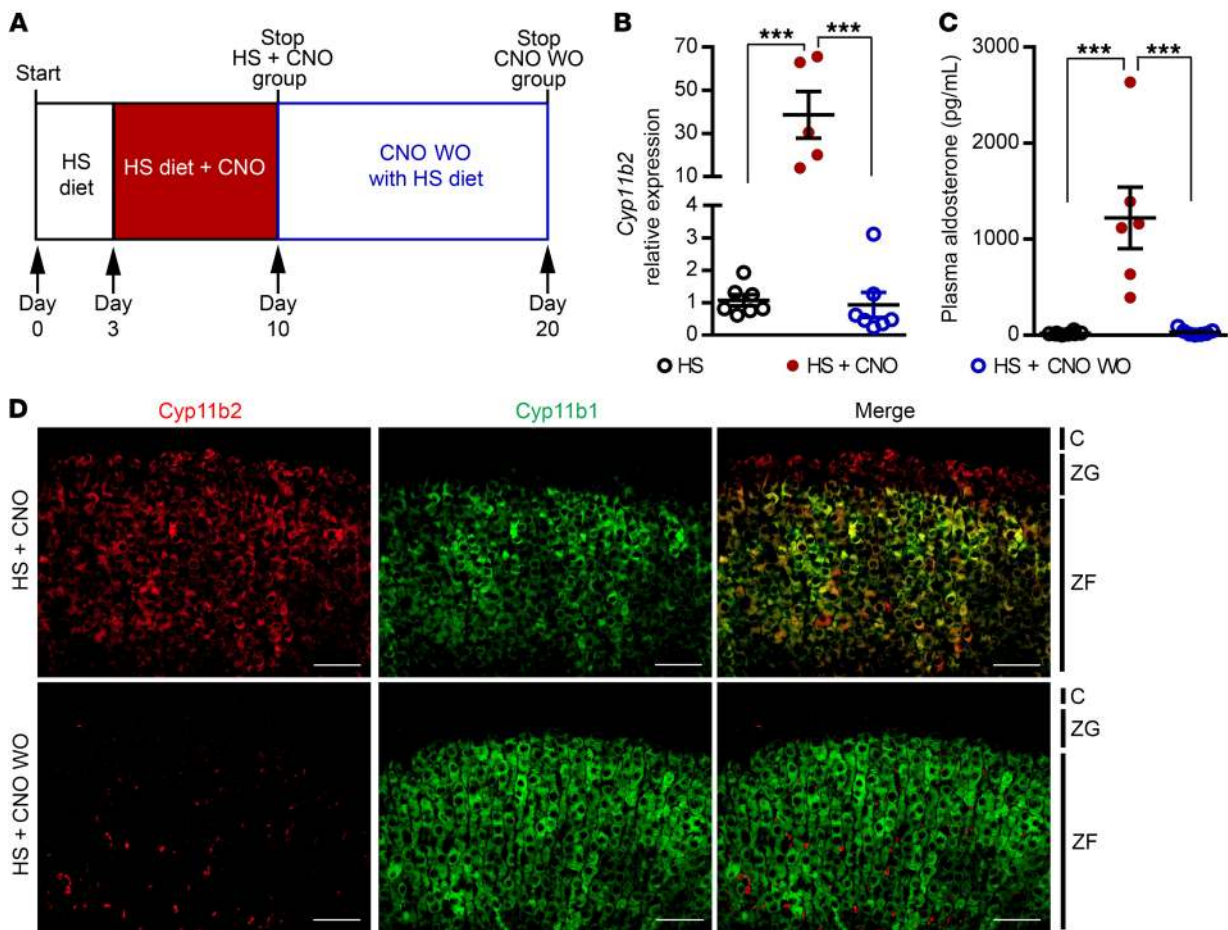 A
Start
Stop
HS + CNO
group
Stop
CNO WO
group
HS
diet
HS diet + CNO
CNO WO
with HS diet
Day
0
Day
3
Day
10
Day
20
B
Cyp11b2
relative expression
70
50
30
10
4
3
2
1
0
***
***
C
Plasma aldosterone (pg/mL)
3000
2000
1000
0
***
***
HS
HS + CNO
HS + CNO WO
D
Cyp11b2
Cyp11b1
Merge
HS + CNO
C
ZG
ZF
HS + CNO WO
C
ZG
ZF